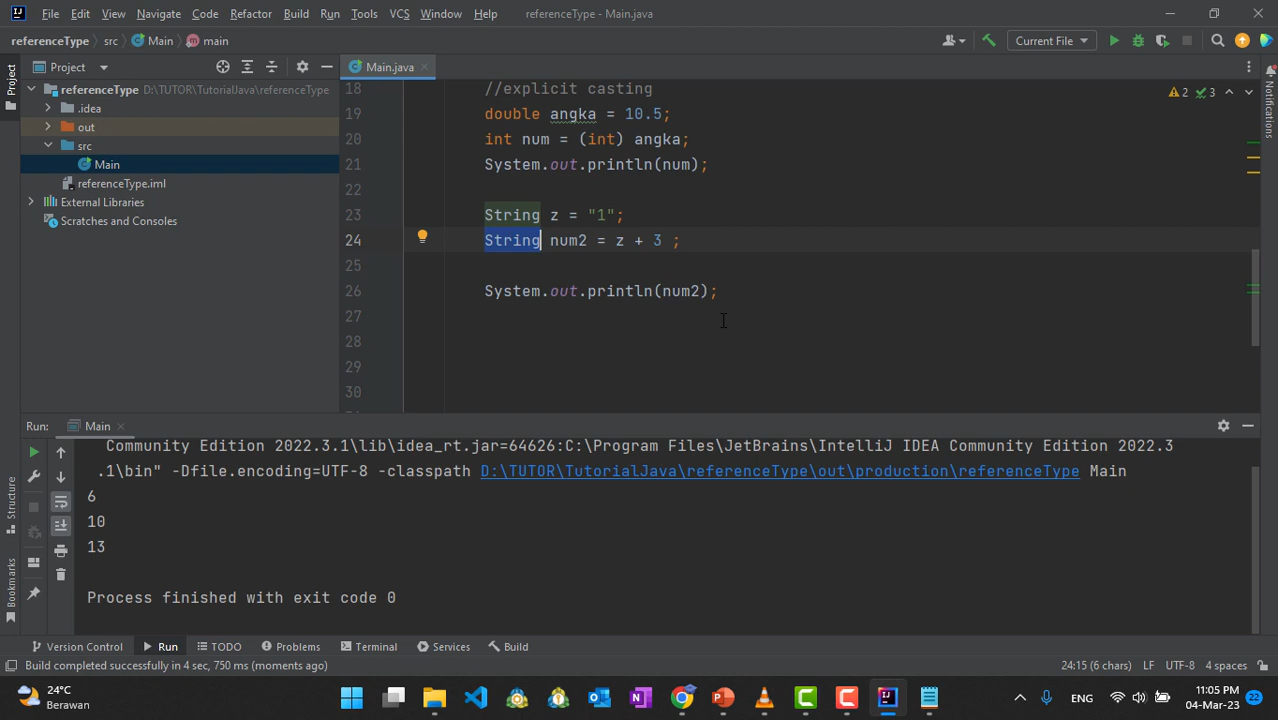 File Edit View Navigate Code Refactor Build Run Tools VCS Window Help referenceType - Main.java
referenceType src Main main Current File
Project Main.java
Project
Notifications
referenceType D:\TUTOR\TutorialJava\referenceType
.idea
out
src
Main
referenceType.iml
External Libraries
Scratches and Consoles
2 3
18 //explicit casting
19 double angka = 10.5;
20 int num = (int) angka;
21 System.out.println(num);
22
23 String z = "1";
24 String num2 = z + 3 ;
25
26 System.out.println(num2);
27
28
29
30
Run: Main
Community Edition 2022.3.1\lib\idea_rt.jar=64626:C:\Program Files\JetBrains\IntelliJ IDEA Community Edition 2022.3
.1\bin" -Dfile.encoding=UTF-8 -classpath D:\TUTOR\TutorialJava\referenceType\out\production\referenceType Main
6
10
13
Process finished with exit code 0
Structure
Bookmarks
Version Control Run TODO Problems Terminal Services Build
Build completed successfully in 4 sec, 750 ms (moments ago) 24:15 (6 chars) LF UTF-8 4 spaces
24°C
Berawan
ENG
11:05 PM
04-Mar-23
22